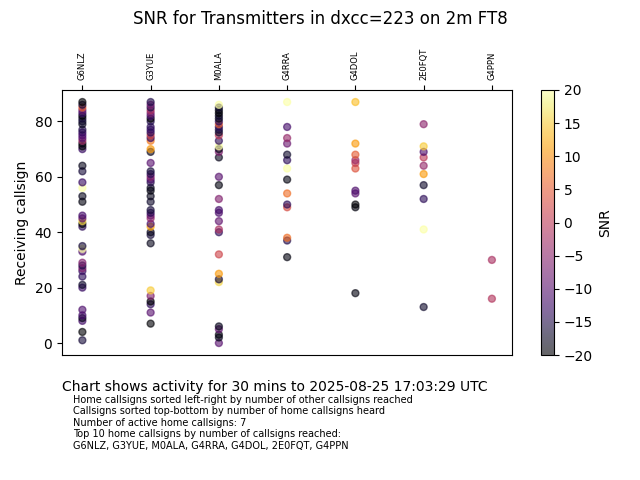 SNR for Transmitters in dxcc=223 on 2m FT8
G6NLZ G3YUE M0ALA G4RRA G4DOL 2E0FQT G4PPN
80
60
40
20
0
Receiving callsign
20
15
10
5
0
−5
−10
−15
−20
SNR
Chart shows activity for 30 mins to 2025-08-25 17:03:29 UTC
Home callsigns sorted left-right by number of other callsigns reached
Callsigns sorted top-bottom by number of home callsigns heard
Number of active home callsigns: 7
Top 10 home callsigns by number of callsigns reached:
G6NLZ, G3YUE, M0ALA, G4RRA, G4DOL, 2E0FQT, G4PPN